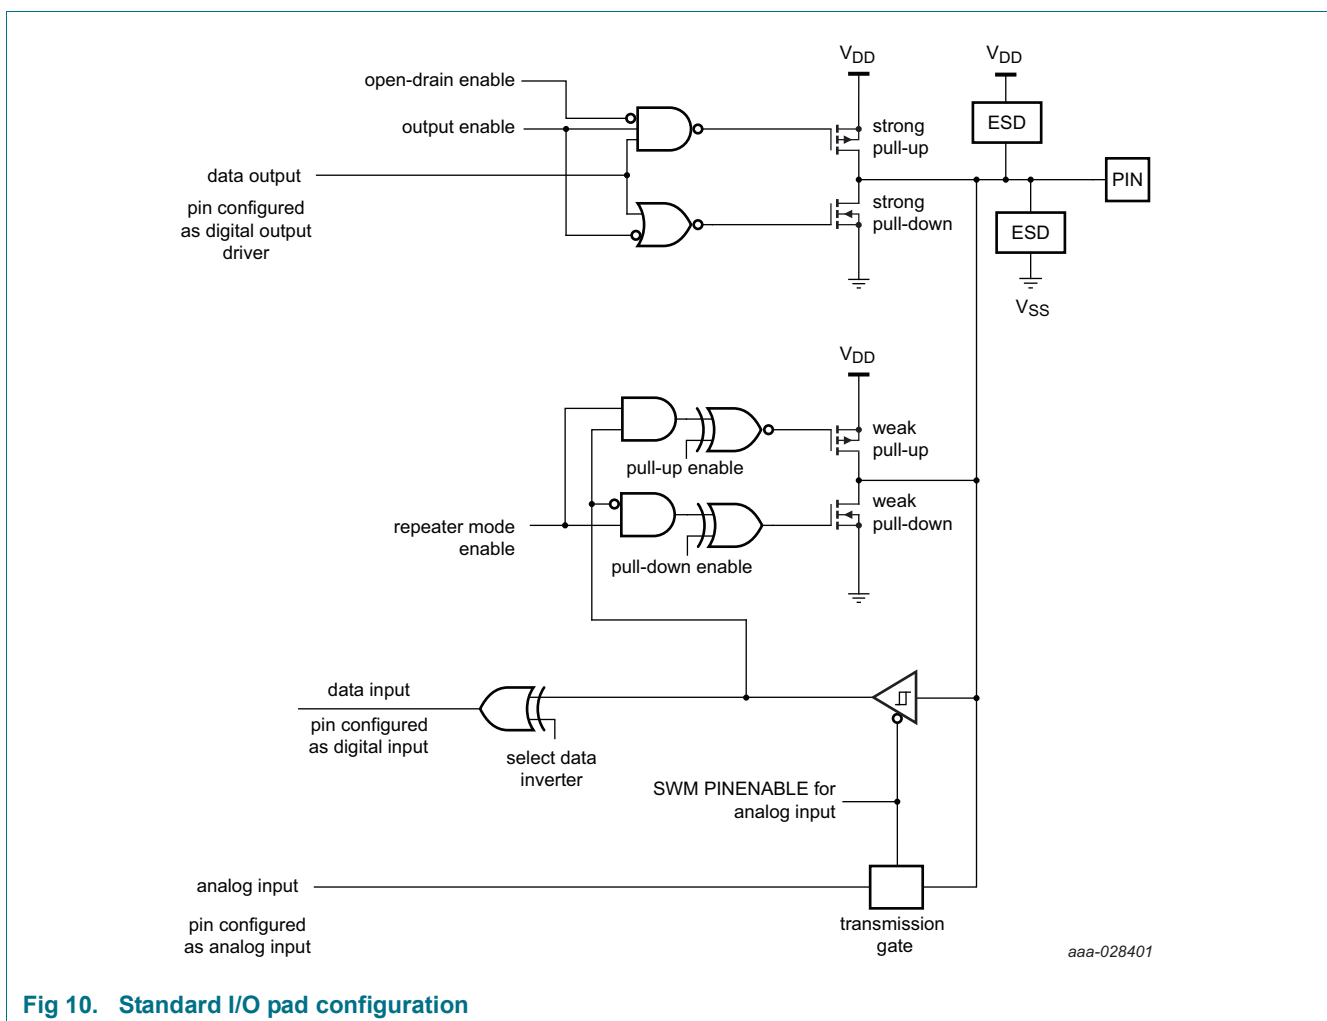 VDD
VDD
open-drain enable
ESD
output enable
strong
pull-up
data output
PIN
pin configured
as digital output
driver
strong
pull-down
ESD
VSS
VDD
weak
pull-up
pull-up enable
weak
pull-down
repeater mode
enable
pull-down enable
data input
pin configured
as digital input
select data
inverter
SWM PINENABLE for
analog input
analog input
pin configured
as analog input
transmission
gate
aaa-028401
Fig 10. Standard I/O pad configuration